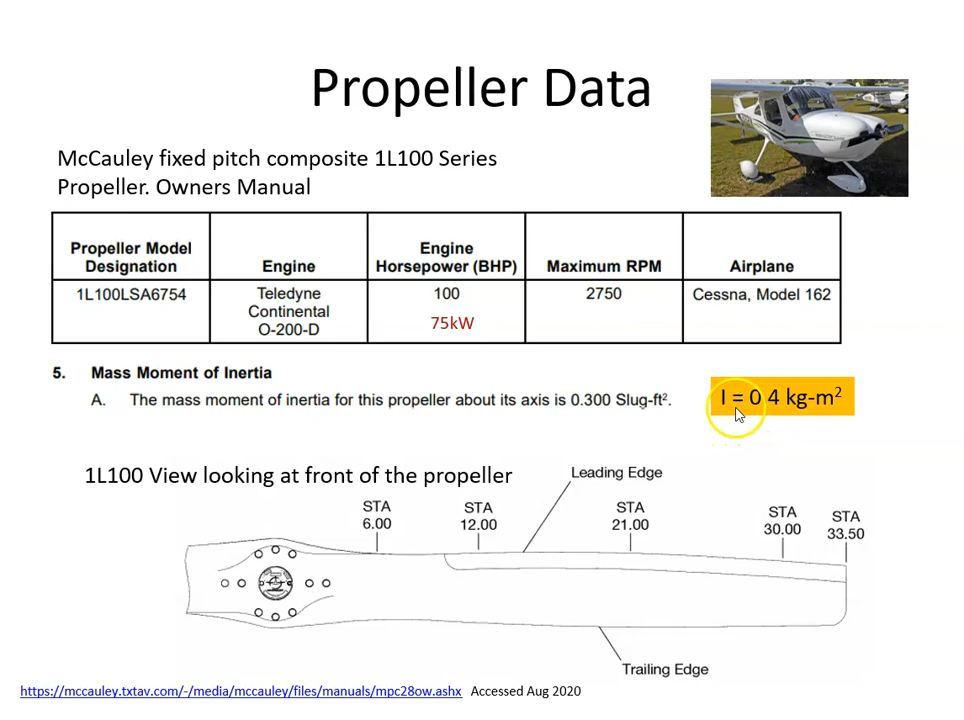 Propeller Data
McCauley fixed pitch composite 1L100 Series
Propeller. Owners Manual
Propeller Model
Designation
Engine
Engine
Horsepower (BHP)
Maximum RPM
Airplane
1L100LSA6754
Teledyne
Continental
O-200-D
100
75kW
2750
Cessna, Model 162
5. Mass Moment of Inertia
A. The mass moment of inertia for this propeller about its axis is 0.300 Slug-ft².
I = 0 4 kg-m²
1L100 View looking at front of the propeller
Leading Edge
STA
6.00
STA
12.00
STA
21.00
STA
30.00
STA
33.50
Trailing Edge
https://mccauley.txtav.com/-/media/mccauley/files/manuals/mpc28ow.ashx Accessed Aug 2020